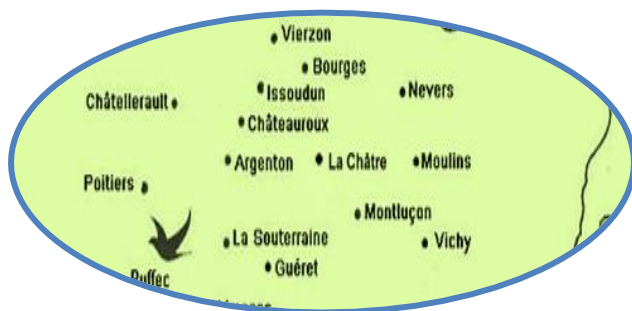 Vierzon
Bourges
Issoudun
Nevers
Châtellerault
Châteauroux
Argenton
La Châtre
Moulins
Poitiers
Montluçon
La Souterraine
Vichy
Guéret
Ruffec